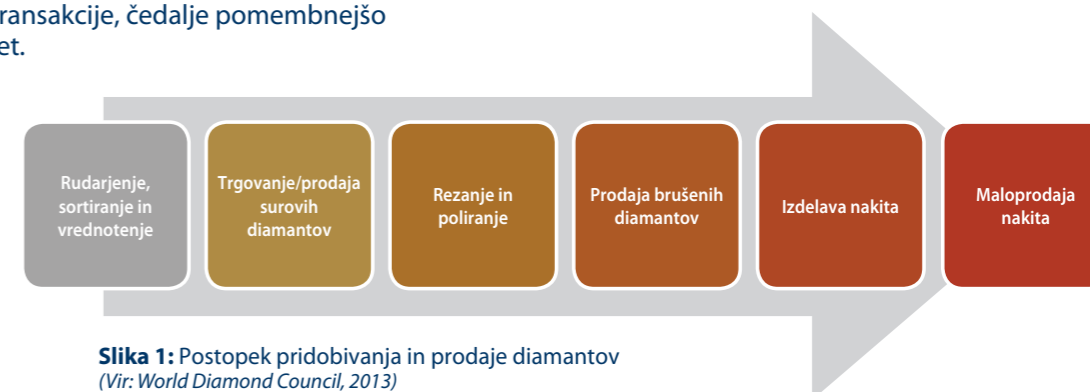 transakcije, čedalje pomembnejšo
et.
Rudarjenje,
sortiranje in
vrednotenje
Trgovanje/prodaja
surovih
diamantov
Rezanje in
poliranje
Prodaja brušenih
diamantov
Izdelava nakita
Maloprodaja
nakita
Slika 1: Postopek pridobivanja in prodaje diamantov
(Vir: World Diamond Council, 2013)